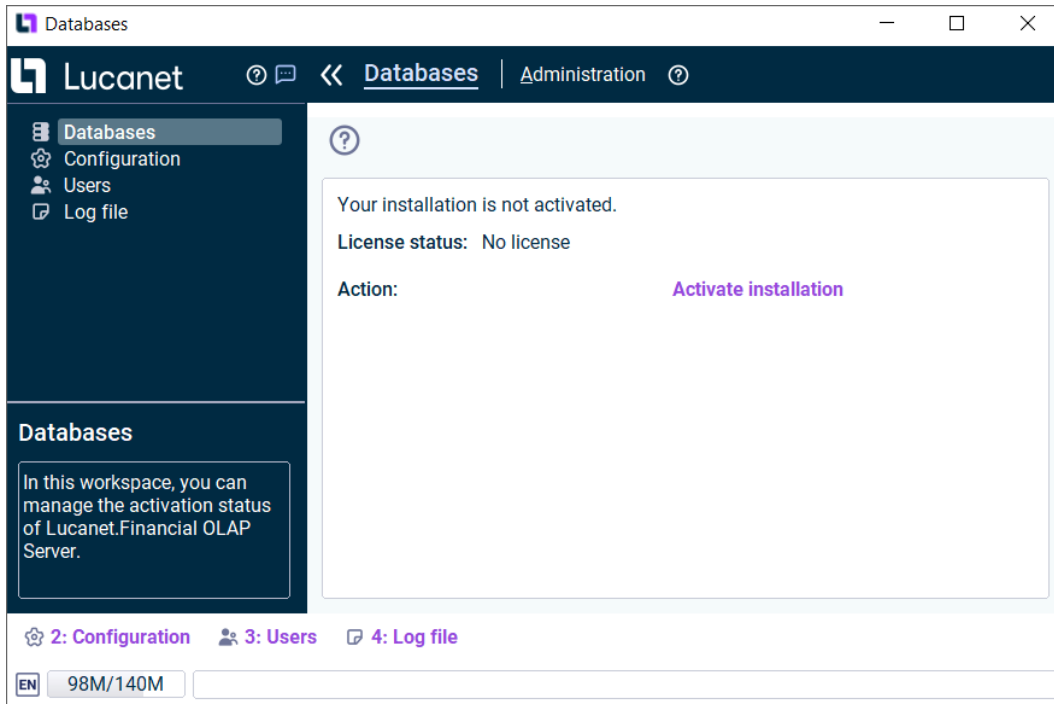 Databases
Lucanet
Databases
Administration
Databases
Configuration
Users
Log file
Your installation is not activated.
License status: No license
Action: Activate installation
Databases
In this workspace, you can
manage the activation status
of Lucanet.Financial OLAP
Server.
2: Configuration 3: Users 4: Log file
EN 98M/140M